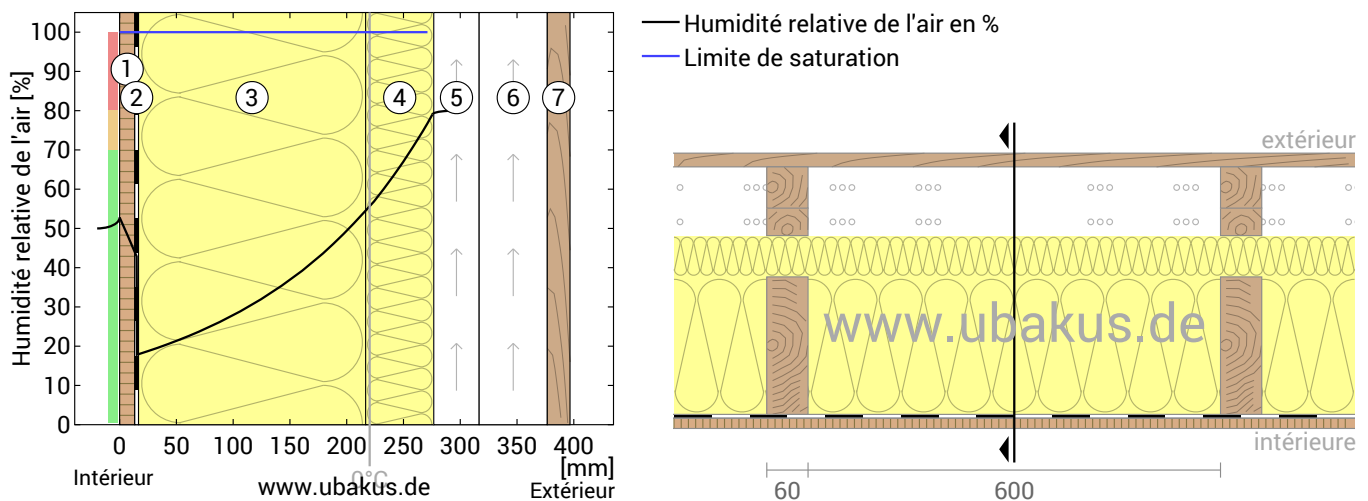 Humidité relative de l'air [%]
100
90
80
70
60
50
40
30
20
10
0
1
2
3
4
5
6
7
0 50 100 150 200 250 300 350 400
[mm]
0°C
Intérieur
www.ubakus.de
Extérieur
Humidité relative de l'air en %
Limite de saturation
extérieur
www.ubakus.de
intérieure
60 600